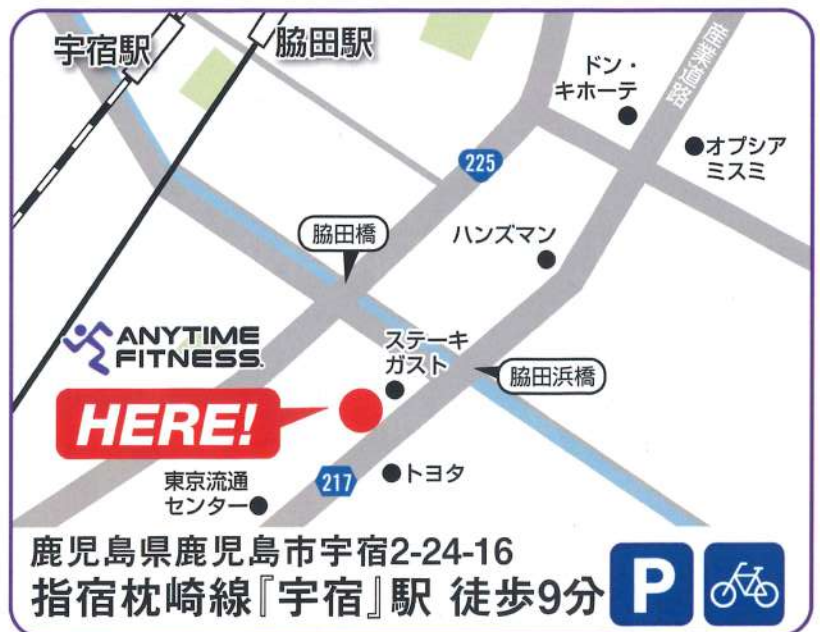 宇宿駅
脇田駅
ドン・
キホーテ
産業道路
オプシア
ミスミ
225
脇田橋
ハンズマン
ANYTIME
FITNESS.
ステーキ
ガスト
脇田浜橋
HERE!
217
トヨタ
東京流通
センター
鹿児島県鹿児島市宇宿2-24-16
指宿枕崎線『宇宿』駅 徒歩9分
P